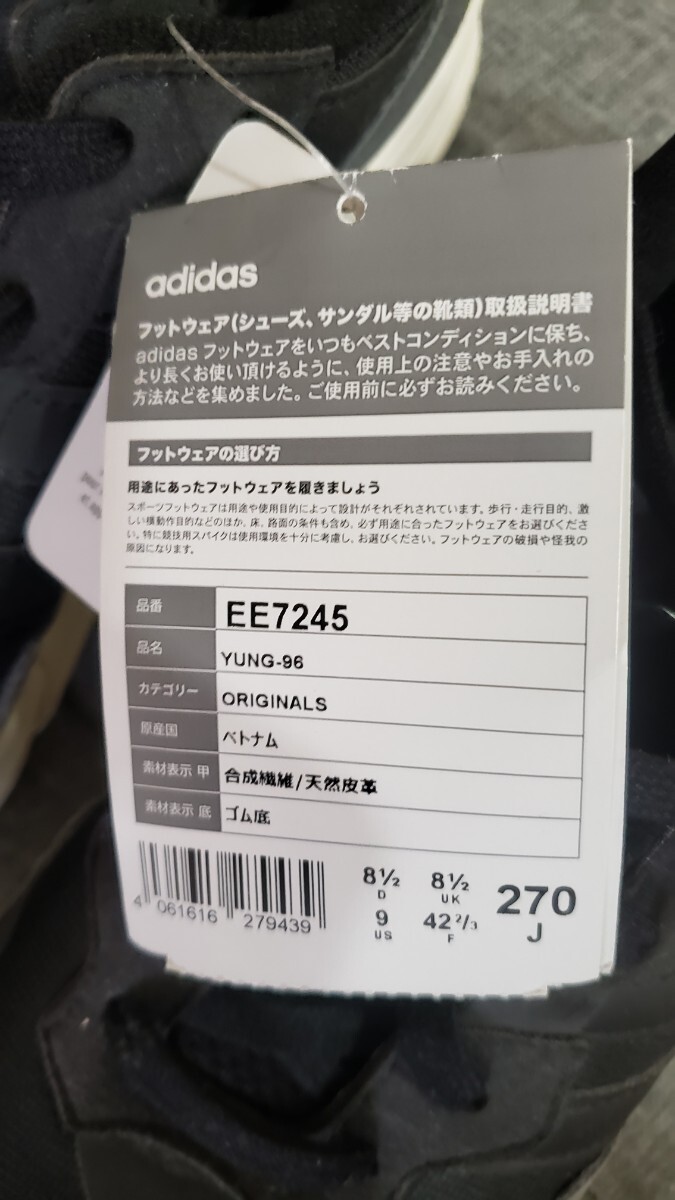 adidas
フットウェア(シューズ、サンダル等の靴類)取扱説明書
adidas フットウェアをいつもベストコンディションに保ち、
より長くお使い頂けるように、使用上の注意やお手入れの
方法などを集めました。ご使用前に必ずお読みください。
フットウェアの選び方
用途にあったフットウェアを履きましょう
スポーツフットウェアは用途や使用目的によって設計がそれぞれされています。歩行・走行目的、激
しい横動作目的などのほか、床、路面の条件も含め、必ず用途に合ったフットウェアをお選びくださ
い。特に競技用スパイクは使用環境を十分に考慮し、お選びください。フットウェアの破損や怪我の
原因になります。
品番 EE7245
品名 YUNG-96
カテゴリー ORIGINALS
原産国 ベトナム
素材表示 甲 合成繊維/天然皮革
素材表示 底 ゴム底
8½ D 8½ UK 270 J
9 US 42 2/3 F
4 061616 279439